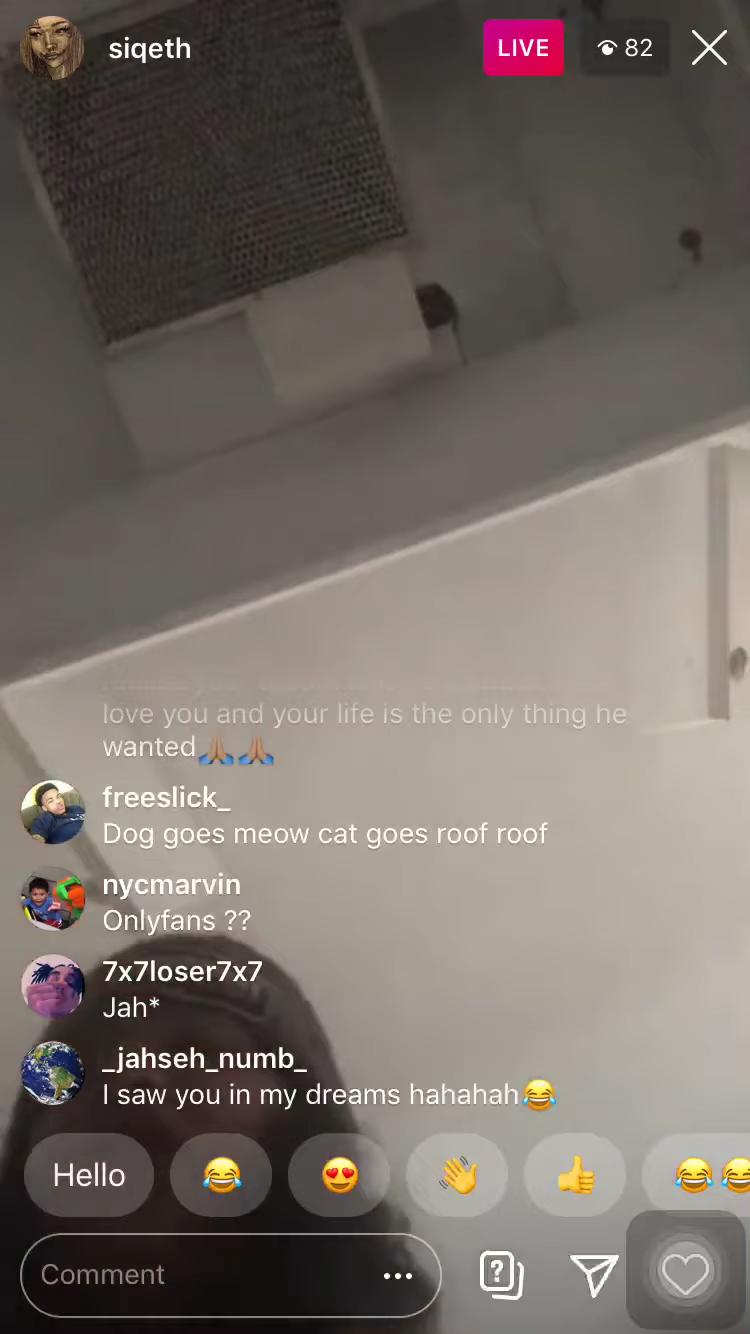 siqeth
LIVE
82
love you and your life is the only thing he
wanted🙏🏽🙏🏽
freeslick_
Dog goes meow cat goes roof roof
nycmarvin
Onlyfans ??
7x7loser7x7
Jah*
_jahseh_numb_
I saw you in my dreams hahahah😂
Hello 😂 😍 👋 👍 😂😂
Comment